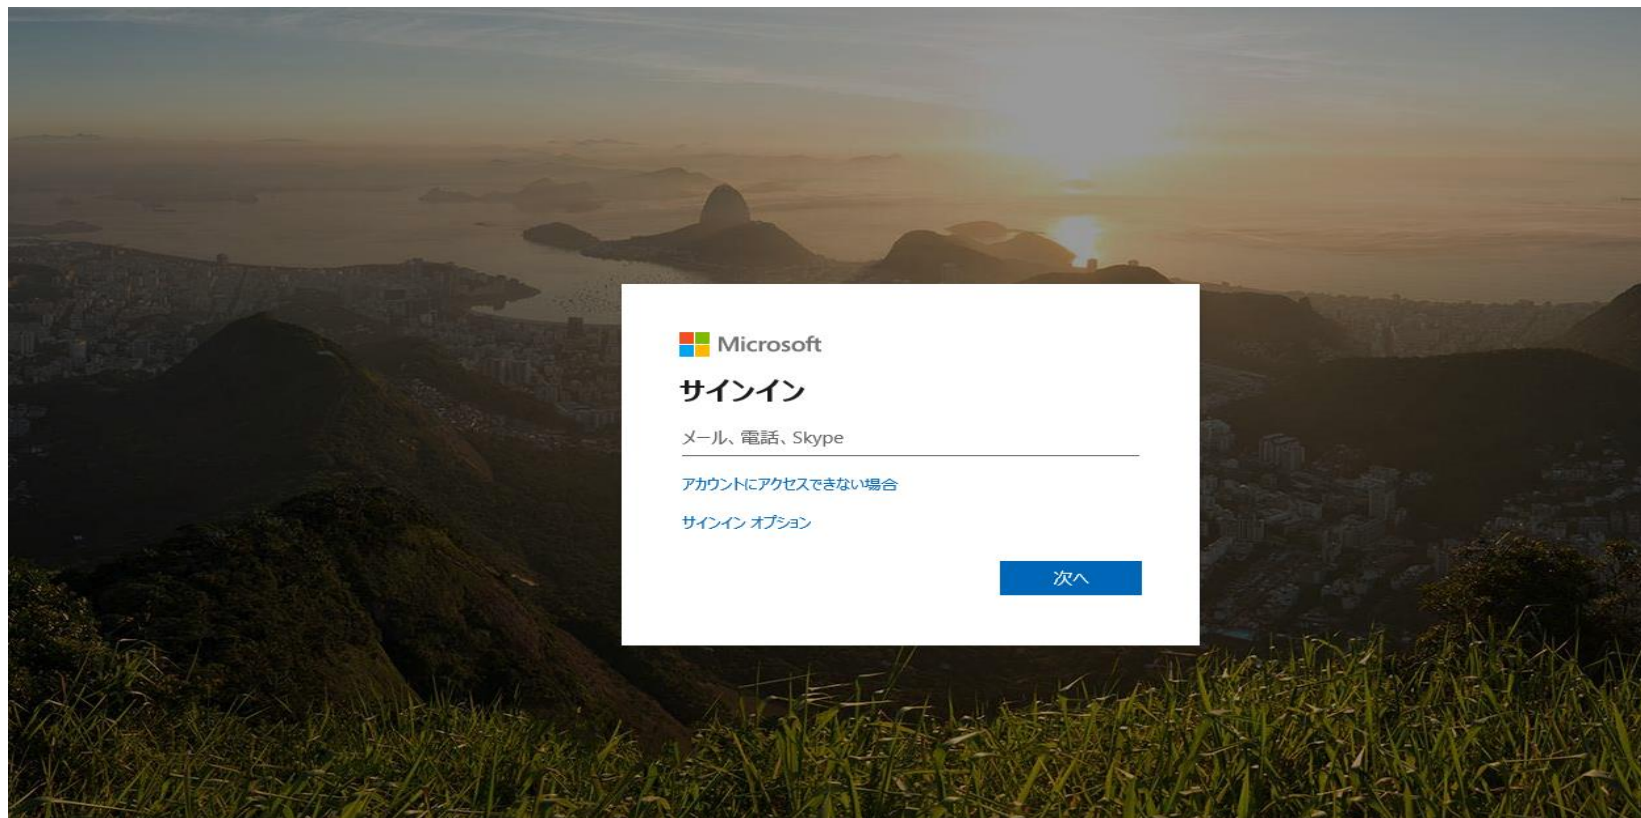 Microsoft
サインイン
メール、電話、Skype
アカウントにアクセスできない場合
サインイン オプション
次へ